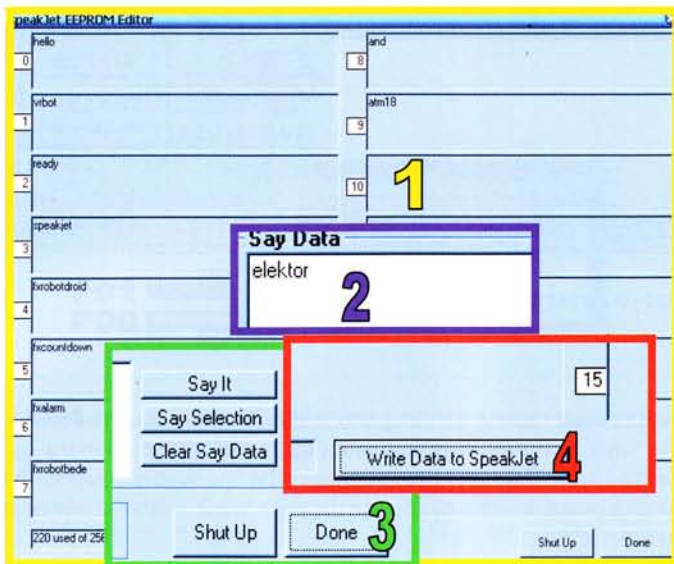 peakJet EEPROM Editor
hello
0
vrbot
1
ready
2
speakjet
3
fxrobotdroid
4
fxcountdown
5
fxalarm
6
fxrobotbede
7
220 used of 256
and
8
atm18
9
10
1
Say Data
elektor
2
Say It
Say Selection
Clear Say Data
Shut Up
Done
3
15
Write Data to SpeakJet
4
Shut Up
Done